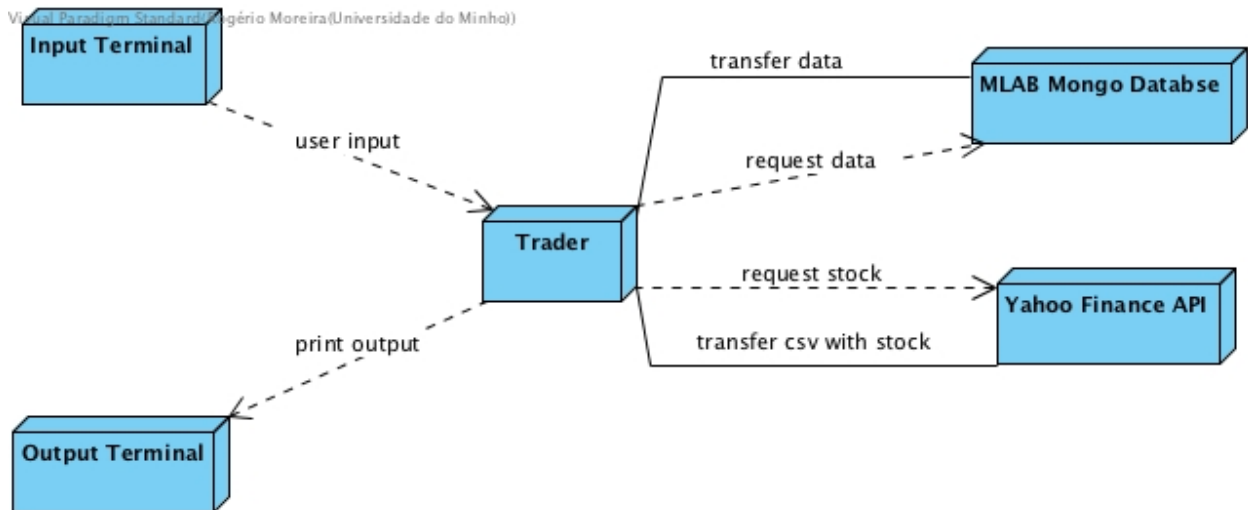 Visual Paradigm Standard(Rogério Moreira(Universidade do Minho))
Input Terminal
transfer data
MLAB Mongo Databse
user input
request data
Trader
request stock
Yahoo Finance API
print output
transfer csv with stock
Output Terminal